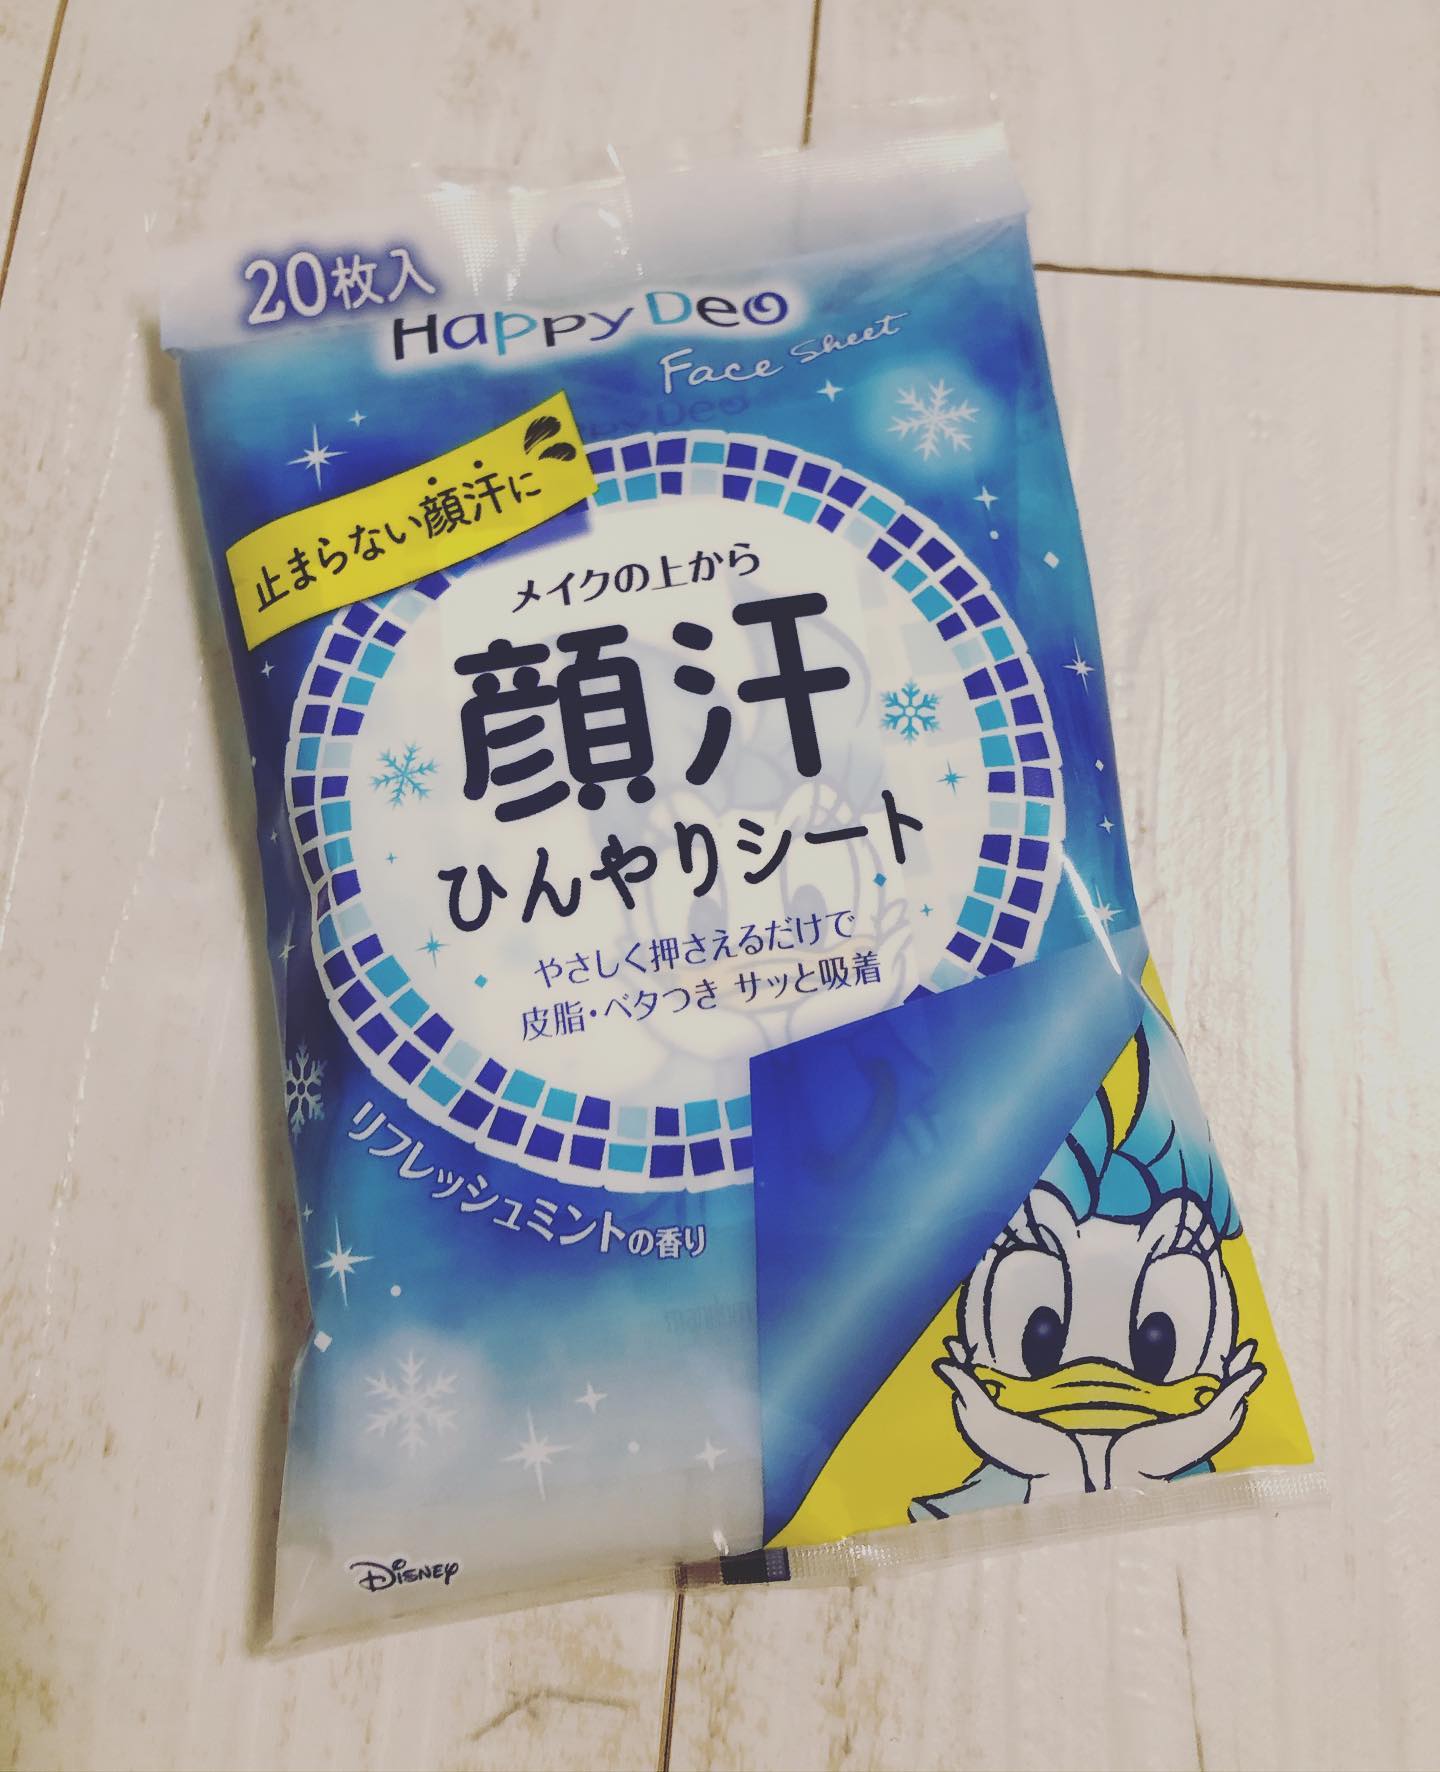 20枚入
Happy Deo
Face Sheet
止まらない顔汗に
メイクの上から
顔汗
ひんやりシート
やさしく押さえるだけで
皮脂・ベタつき サッと吸着
リフレッシュミントの香り
Disney